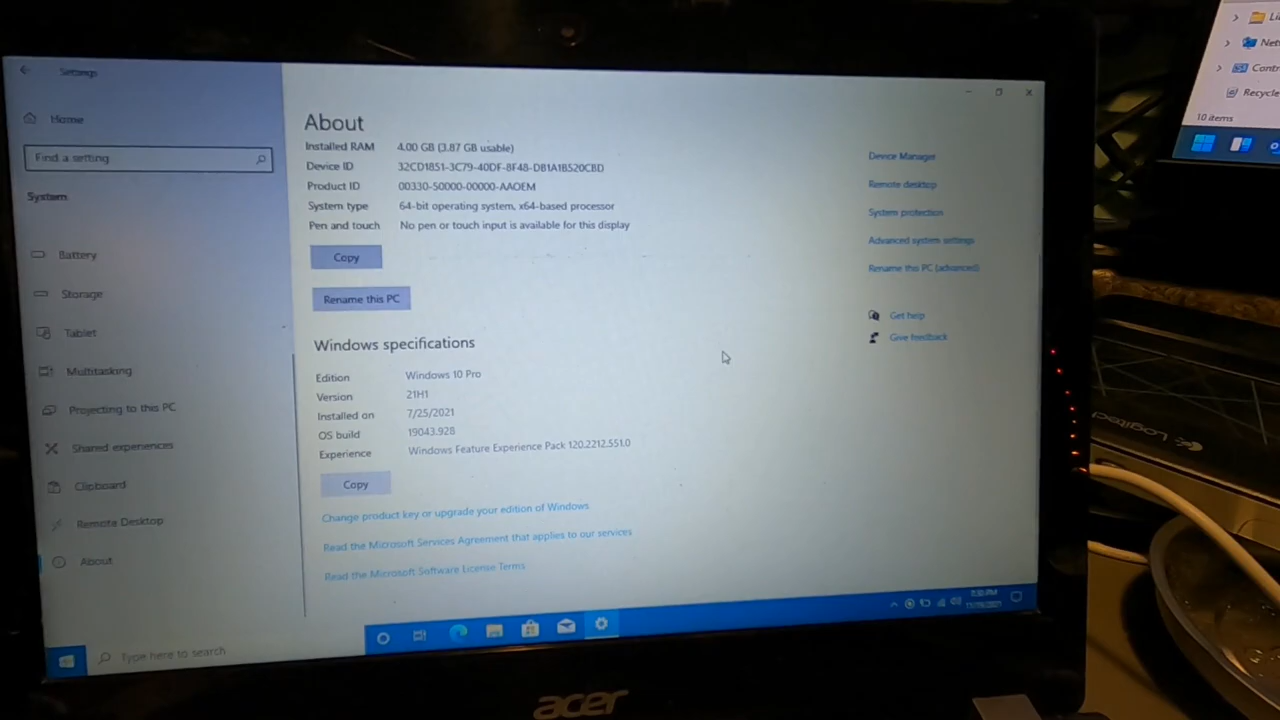 Settings
Home
Find a setting
System
Battery
Storage
Tablet
Multitasking
Projecting to this PC
Shared experiences
Clipboard
Remote Desktop
About
About
Installed RAM 4.00 GB (3.87 GB usable)
Device ID 32CD1851-3C79-40DF-8F48-DB1A1B520CBD
Product ID 00330-50000-00000-AAOEM
System type 64-bit operating system, x64-based processor
Pen and touch No pen or touch input is available for this display
Copy
Rename this PC
Windows specifications
Edition Windows 10 Pro
Version 21H1
Installed on 7/25/2021
OS build 19043.928
Experience Windows Feature Experience Pack 120.2212.551.0
Copy
Change product key or upgrade your edition of Windows
Read the Microsoft Services Agreement that applies to our services
Read the Microsoft Software License Terms
Device Manager
Remote desktop
System protection
Advanced system settings
Rename this PC (advanced)
Get help
Give feedback
Type here to search
acer
Li
Net
Contr
Recycle
10 items
Logitech